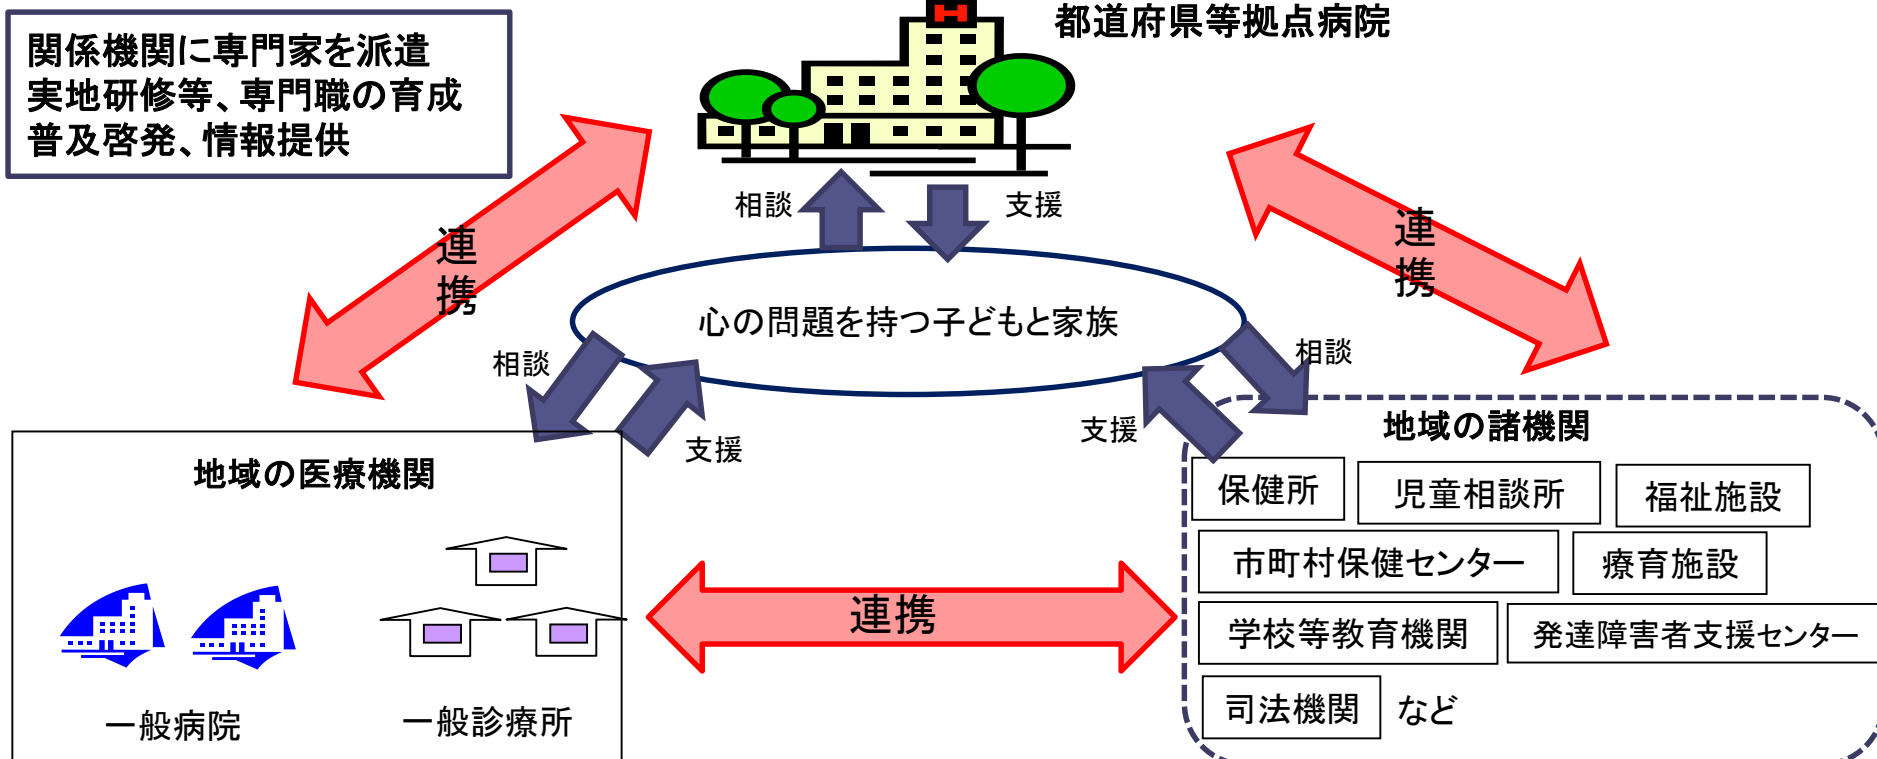 都道府県等拠点病院
関係機関に専門家を派遣
実地研修等、専門職の育成
普及啓発、情報提供
相談
支援
連
携
連
携
心の問題を持つ子どもと家族
相談
支援
相談
支援
地域の医療機関
一般病院
一般診療所
連携
地域の諸機関
保健所
児童相談所
福祉施設
市町村保健センター
療育施設
学校等教育機関
発達障害者支援センター
司法機関
など